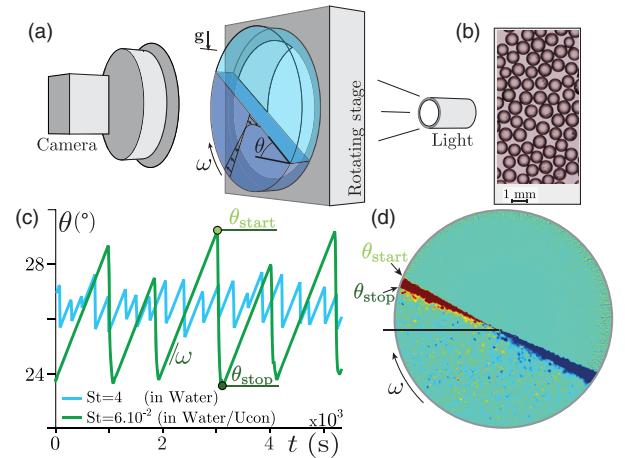 (a)
g
Camera
θ
ω
Rotating stage
Light
(b)
1 mm
(c)
θ(°)
28
24
θstart
ω
θstop
St=4 (in Water)
St=6.10⁻² (in Water/Ucon)
x10³
0
2
4
t (s)
(d)
θstart
θstop
ω